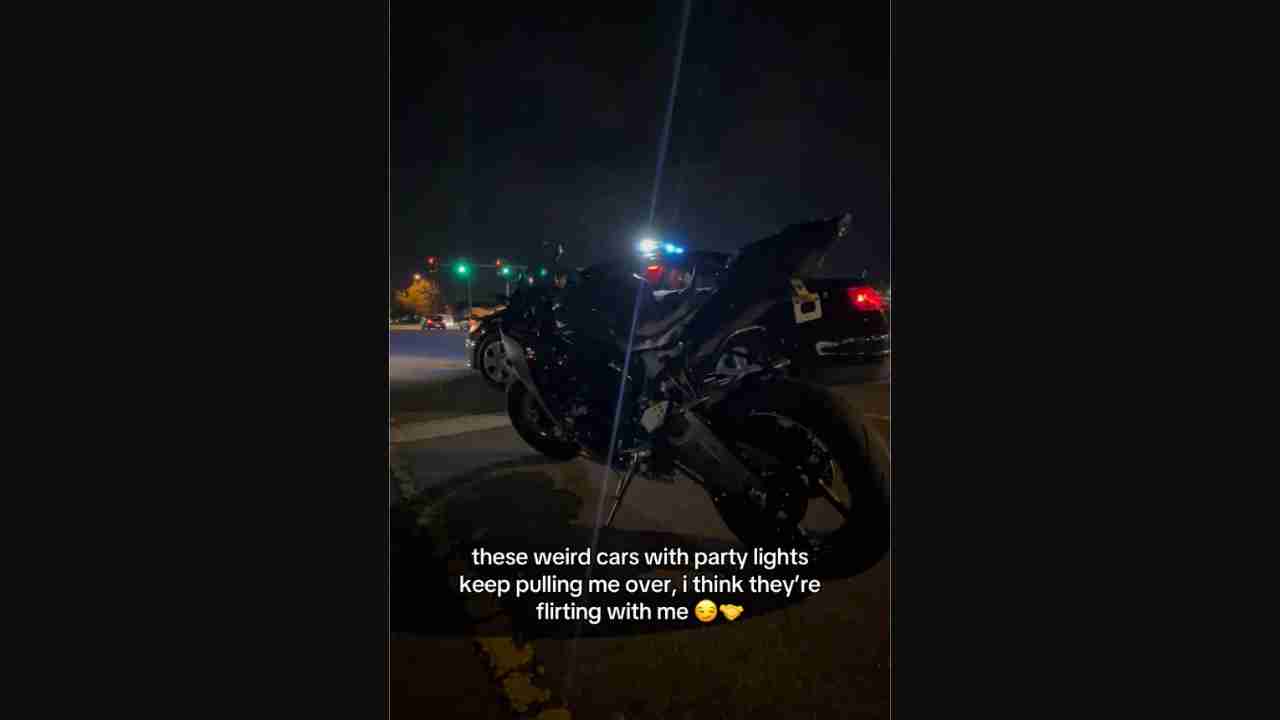 these weird cars with party lights
keep pulling me over, i think they’re
flirting with me 😏🤝